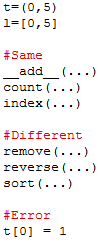 t=(0,5)
l=[0,5]
#Same
__add__(...)
count(...)
index(...)
#Different
remove(...)
reverse(...)
sort(...)
#Error
t[0] = 1